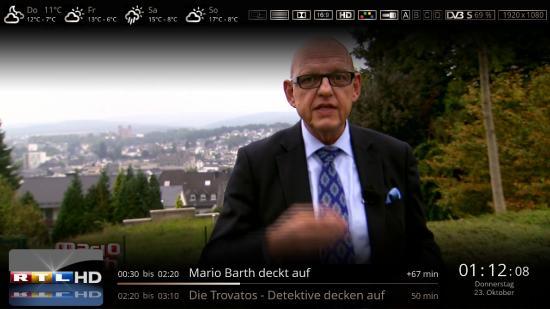 Do 11°C
12°C - 7°C
Fr
13°C - 6°C
Sa
15°C - 8°C
So
17°C - 8°C
16:9
HD
A B C D
DVB S 69 %
1920 x 1080
MARIO
RTL HD
00:30 bis 02:20 Mario Barth deckt auf +67 min
02:20 bis 03:10 Die Trovatos - Detektive decken auf 50 min
01:12:08
Donnerstag
23. Oktober